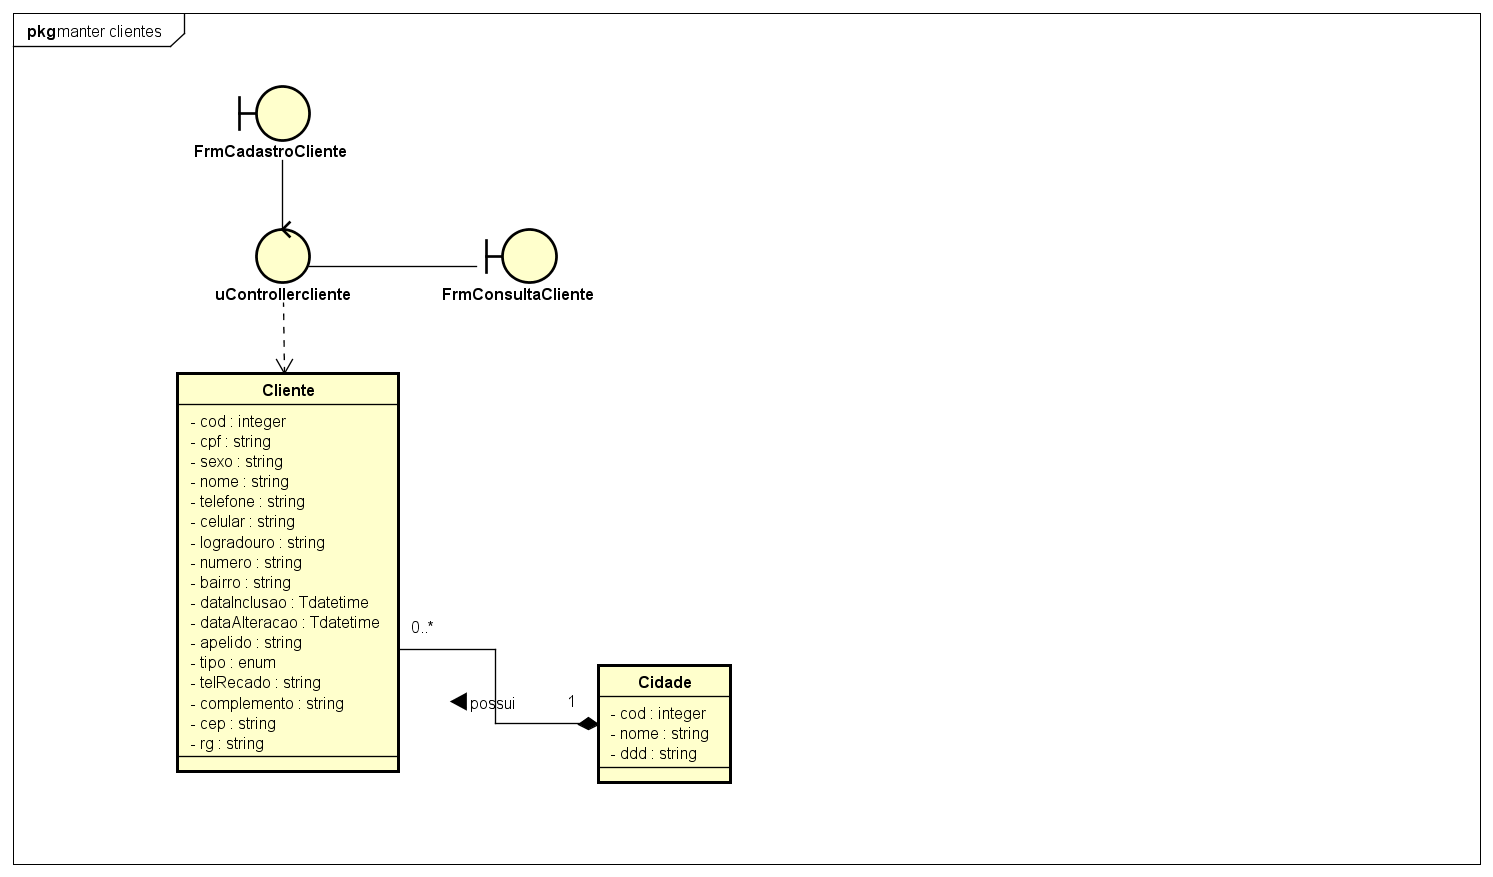 pkg manter clientes
FrmCadastroCliente
uControllercliente
FrmConsultaCliente
Cliente
- cod : integer
- cpf : string
- sexo : string
- nome : string
- telefone : string
- celular : string
- logradouro : string
- numero : string
- bairro : string
- dataInclusao : Tdatetime
- dataAlteracao : Tdatetime
- apelido : string
- tipo : enum
- telRecado : string
- complemento : string
- cep : string
- rg : string
0..*
possui
1
Cidade
- cod : integer
- nome : string
- ddd : string